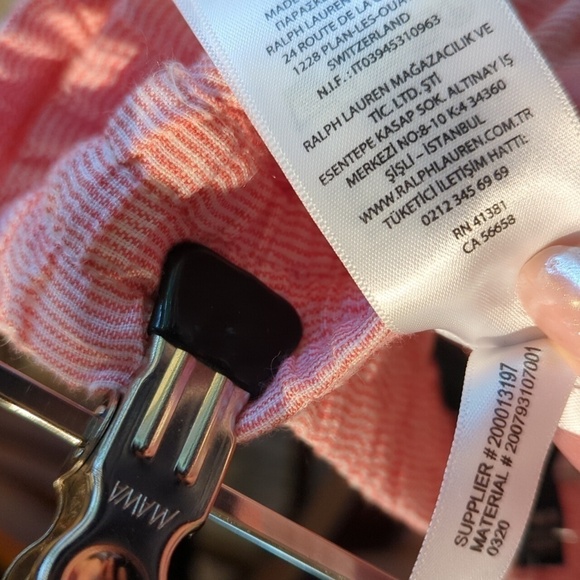 MADE
RALPH LAUREN
24 ROUTE DE LA
1228 PLAN-LES-OUA
SWITZERLAND
N.I.F.:IT03945310963
RALPH LAUREN MAĞAZACILIK VE
TİC. LTD. ŞTİ
ESENTEPE KASAP SOK. ALTINAY İŞ
MERKEZİ NO:8-10 K:4 34360
ŞİŞLİ – İSTANBUL
WWW.RALPHLAUREN.COM.TR
TÜKETİCİ İLETİŞİM HATTI:
0212 345 69 69
RN 41381
CA 56658
SUPPLIER # 200013197
MATERIAL # 200793107001
0320
MAWA